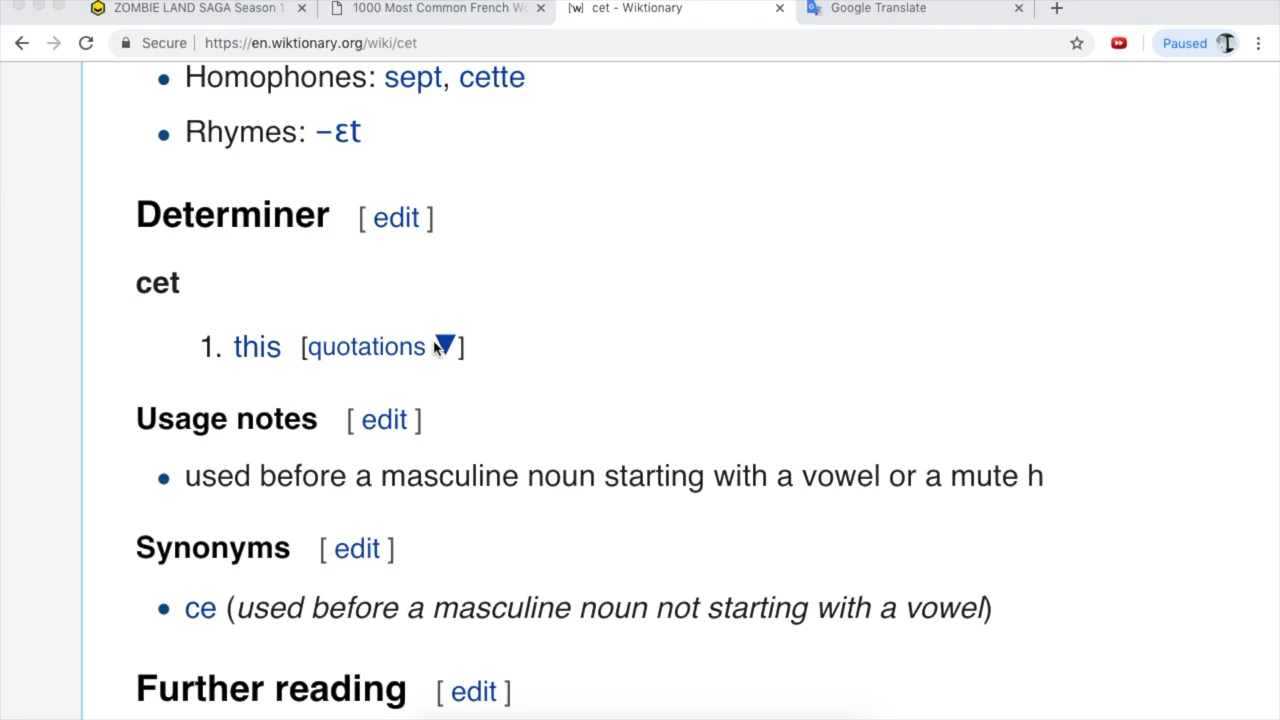 ZOMBIE LAND SAGA Season 1
1000 Most Common French Wo
[w] cet - Wiktionary
Google Translate
Secure https://en.wiktionary.org/wiki/cet Paused
• Homophones: sept, cette
• Rhymes: -ɛt
Determiner [ edit ]
cet
1. this [quotations ▼]
Usage notes [ edit ]
• used before a masculine noun starting with a vowel or a mute h
Synonyms [ edit ]
• ce (used before a masculine noun not starting with a vowel)
Further reading [ edit ]